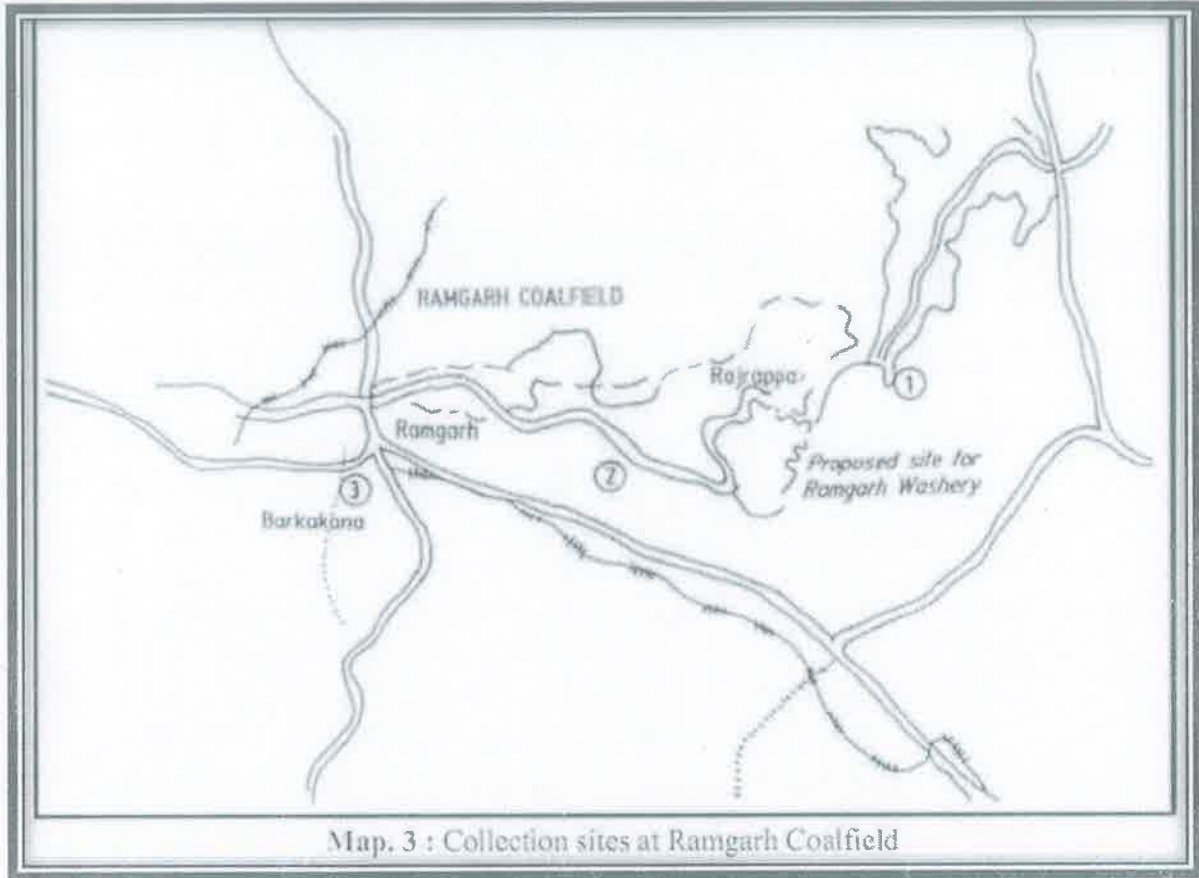 RAMGARH COALFIELD
Rajrappa
1
Ramgarh
2
Proposed site for
Ramgarh Washery
3
Barkakana
Map. 3 : Collection sites at Ramgarh Coalfield